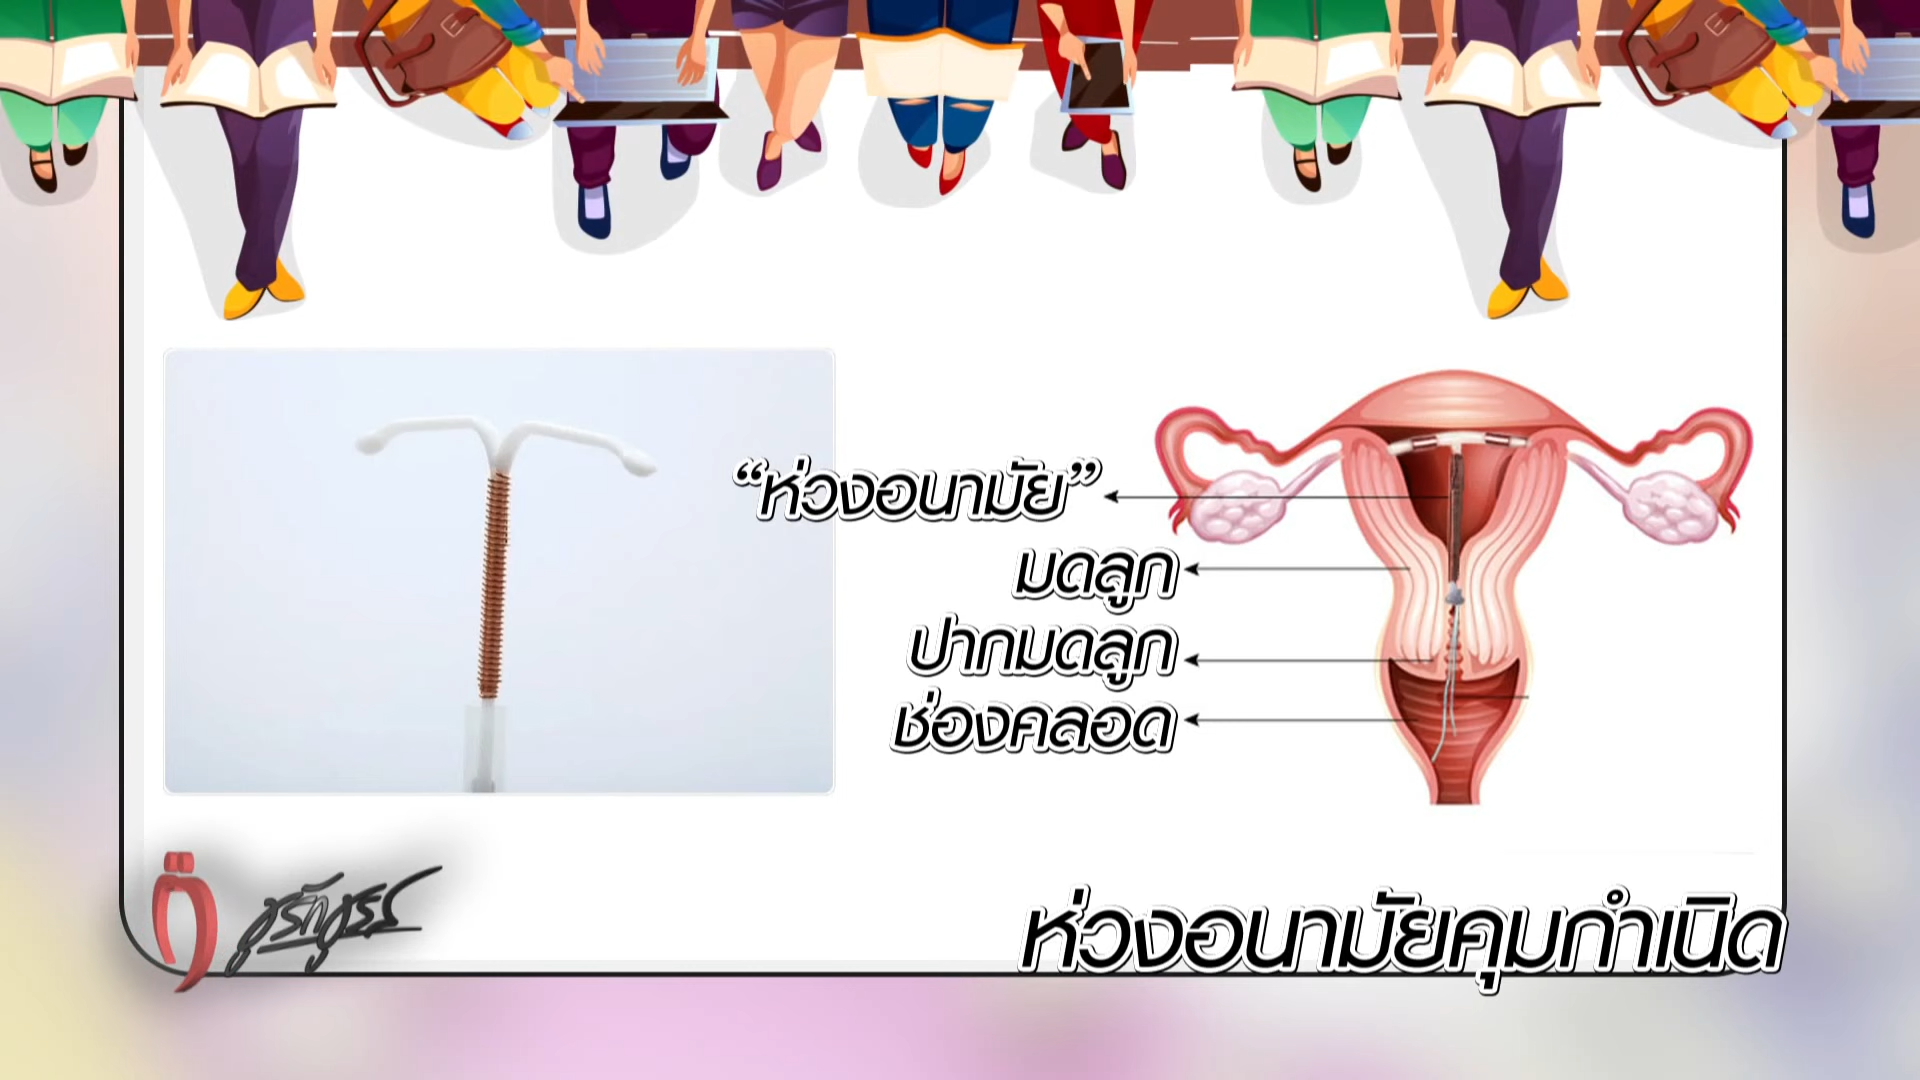 “ห่วงอนามัย”
มดลูก
ปากมดลูก
ช่องคลอด
ห่วงอนามัยคุมกำเนิด